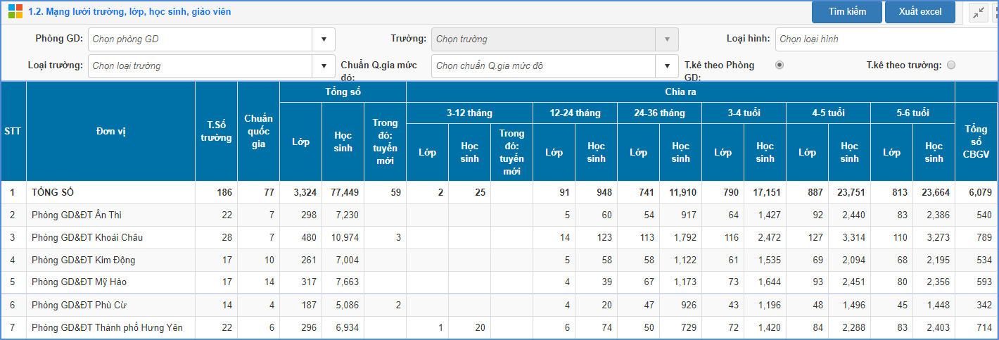 1.2. Mạng lưới trường, lớp, học sinh, giáo viên
Tìm kiếm Xuất excel
Phòng GD: Chọn phòng GD Trường: Chọn trường Loại hình: Chọn loại hình
Loại trường: Chọn loại trường Chuẩn Q.gia mức độ: Chọn chuẩn Q.gia mức độ T.kê theo Phòng GD: T.kê theo trường:
STT Đơn vị T.Số trường Chuẩn quốc gia Tổng số Chia ra Tổng số CBGV
3-12 tháng 12-24 tháng 24-36 tháng 3-4 tuổi 4-5 tuổi 5-6 tuổi
Lớp Học sinh Trong đó: tuyển mới Lớp Học sinh Trong đó: tuyển mới Lớp Học sinh Lớp Học sinh Lớp Học sinh Lớp Học sinh Lớp Học sinh
1 TỔNG SỐ 186 77 3,324 77,449 59 2 25 91 948 741 11,910 790 17,151 887 23,751 813 23,664 6,079
2 Phòng GD&ĐT Ân Thi 22 7 298 7,230 5 60 54 917 64 1,427 92 2,440 83 2,386 540
3 Phòng GD&ĐT Khoái Châu 28 7 480 10,974 3 14 123 113 1,792 116 2,472 127 3,314 110 3,273 789
4 Phòng GD&ĐT Kim Động 17 10 261 7,004 5 58 58 1,122 61 1,535 69 2,094 68 2,195 534
5 Phòng GD&ĐT Mỹ Hào 17 14 317 7,663 4 39 67 1,173 73 1,644 93 2,451 80 2,356 593
6 Phòng GD&ĐT Phù Cừ 14 4 187 5,086 2 4 20 47 926 43 1,196 48 1,496 45 1,448 342
7 Phòng GD&ĐT Thành phố Hưng Yên 22 6 296 6,934 1 20 6 74 50 729 72 1,420 84 2,288 83 2,403 714